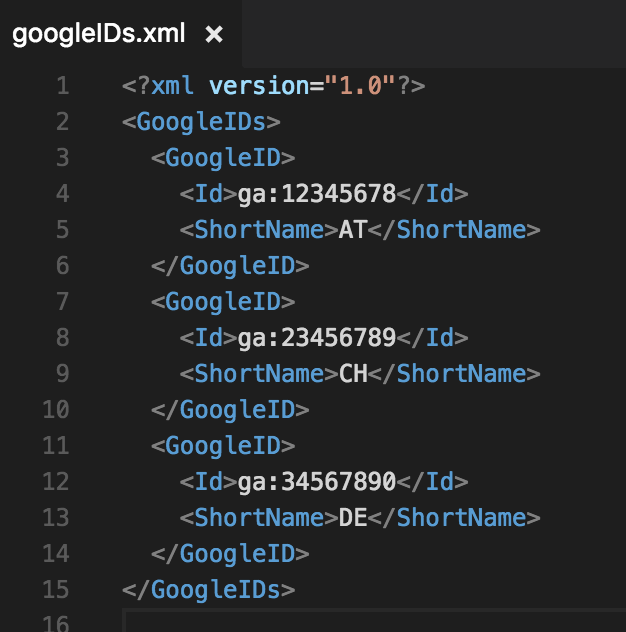 googleIDs.xml ×
1 <?xml version="1.0"?>
2 <GoogleIDs>
3   <GoogleID>
4     <Id>ga:12345678</Id>
5     <ShortName>AT</ShortName>
6   </GoogleID>
7   <GoogleID>
8     <Id>ga:23456789</Id>
9     <ShortName>CH</ShortName>
10   </GoogleID>
11   <GoogleID>
12     <Id>ga:34567890</Id>
13     <ShortName>DE</ShortName>
14   </GoogleID>
15 </GoogleIDs>
16